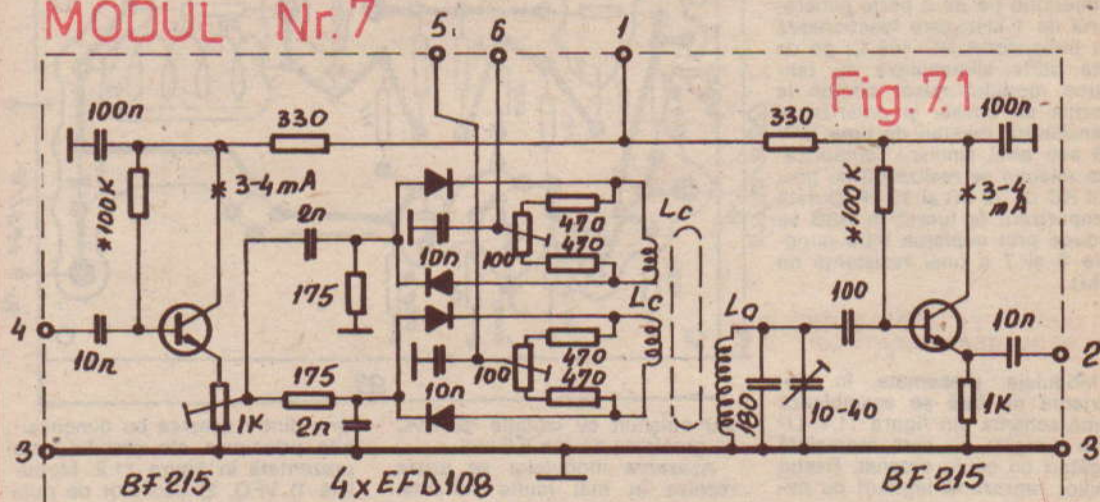 MODUL Nr.7
5. 6 1
Fig.7.1
100n 330 330 100n
*100K
3-4mA
*100K
3-4
mA
2n
470
Lc
10n
100
470
175
10n
Lc
La
100
10n
4
10n
175
10n
100
470
470
180
10-40
2
1K
2n
1K
3 3
BF215 4xEFD108 BF215